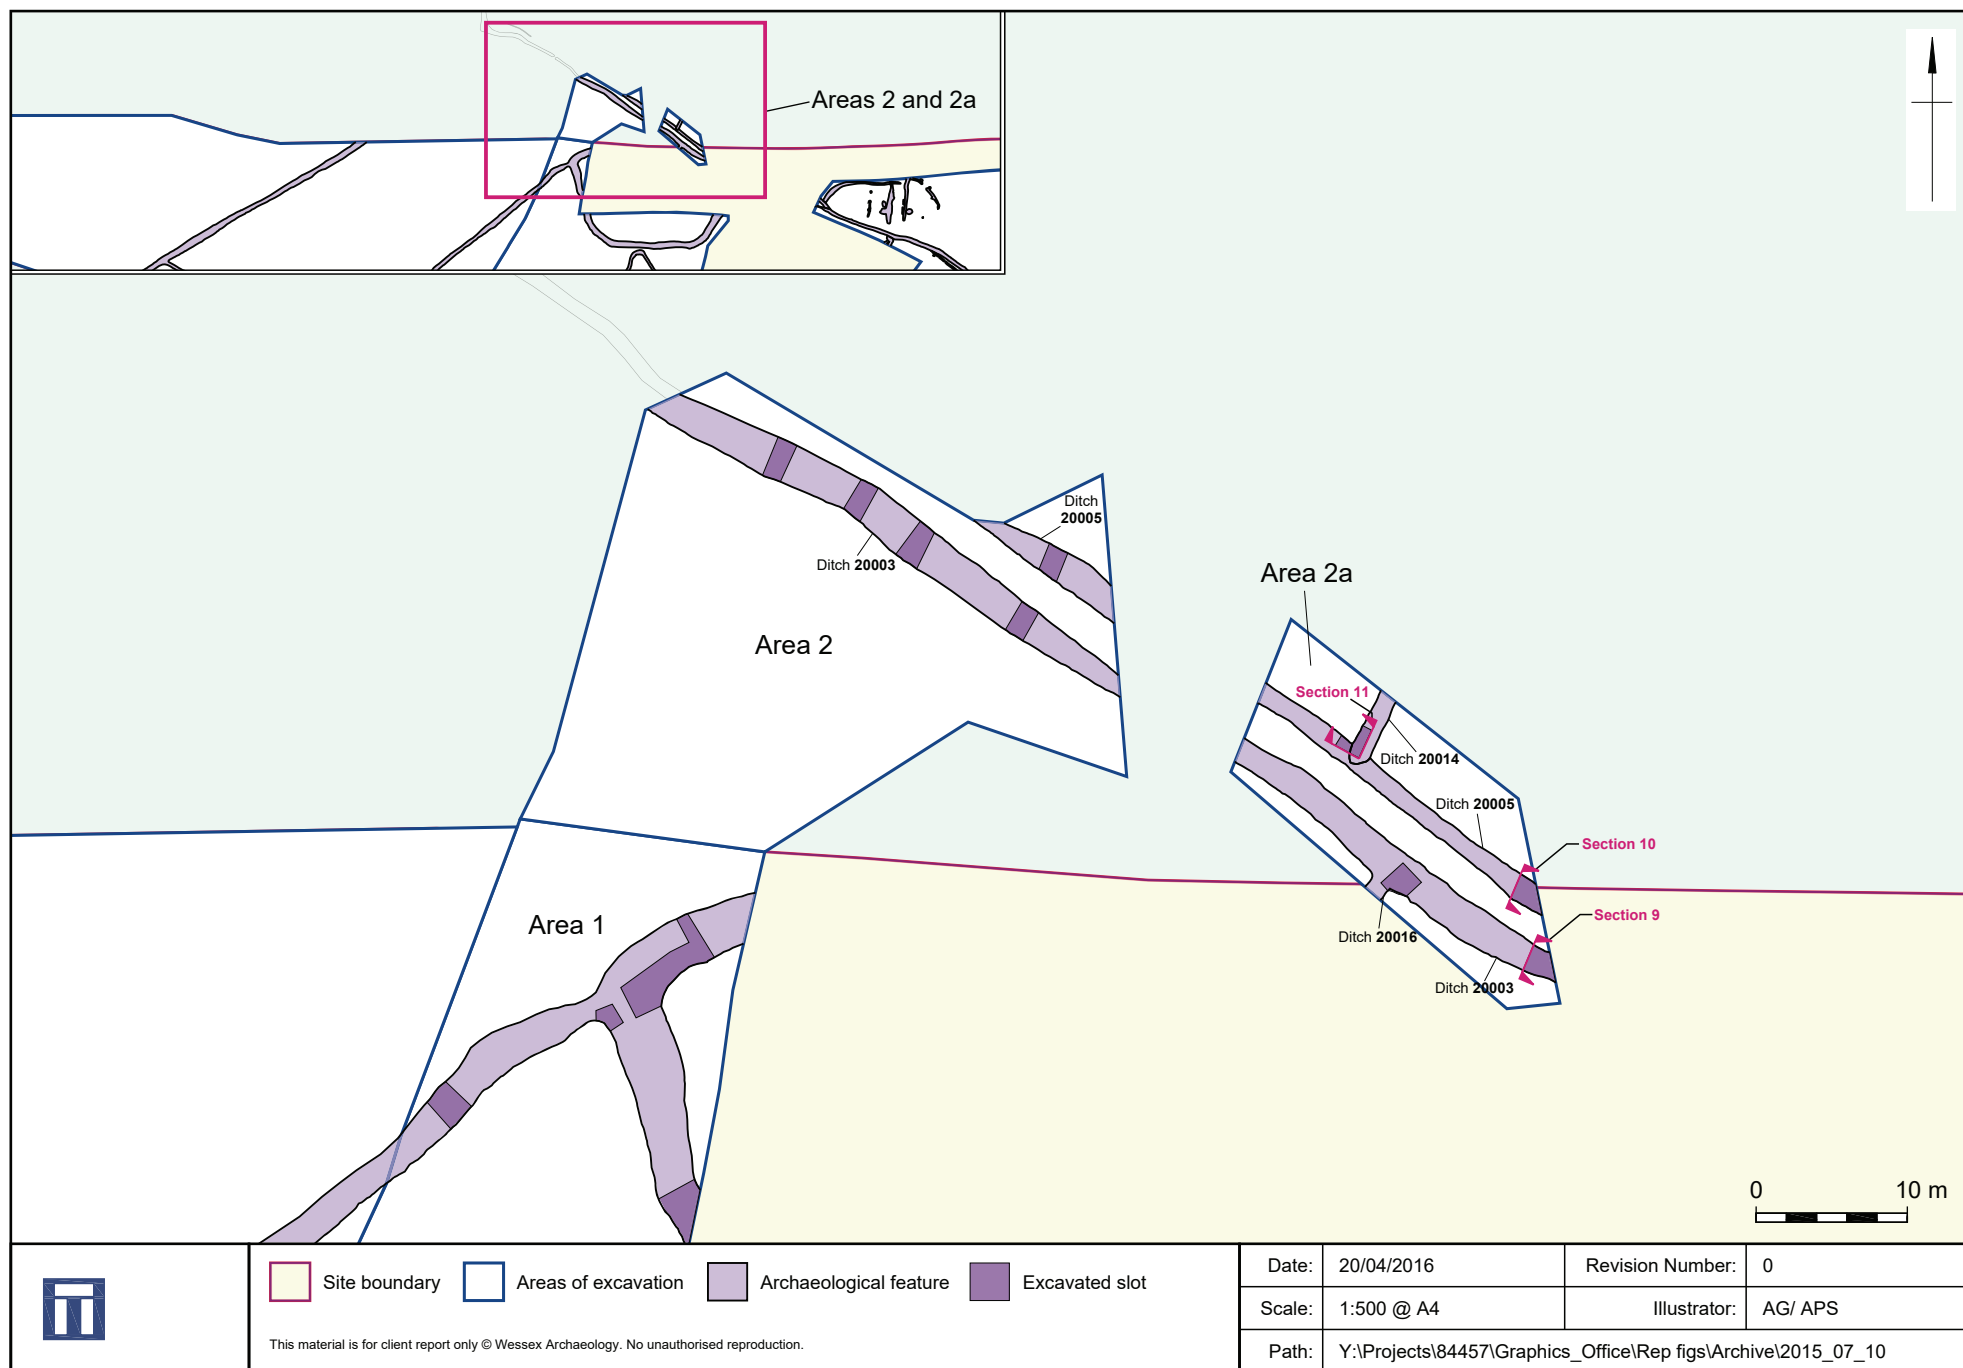 Areas 2 and 2a
Ditch
20005
Ditch 20003
Area 2
Area 2a
Section 11
Ditch 20014
Ditch 20005
Section 10
Section 9
Ditch 20016
Ditch 20003
Area 1
0 10 m
Site boundary
Areas of excavation
Archaeological feature
Excavated slot
This material is for client report only © Wessex Archaeology. No unauthorised reproduction.
Date: 20/04/2016 Revision Number: 0
Scale: 1:500 @ A4 Illustrator: AG/ APS
Path: Y:\Projects\84457\Graphics_Office\Rep figs\Archive\2015_07_10